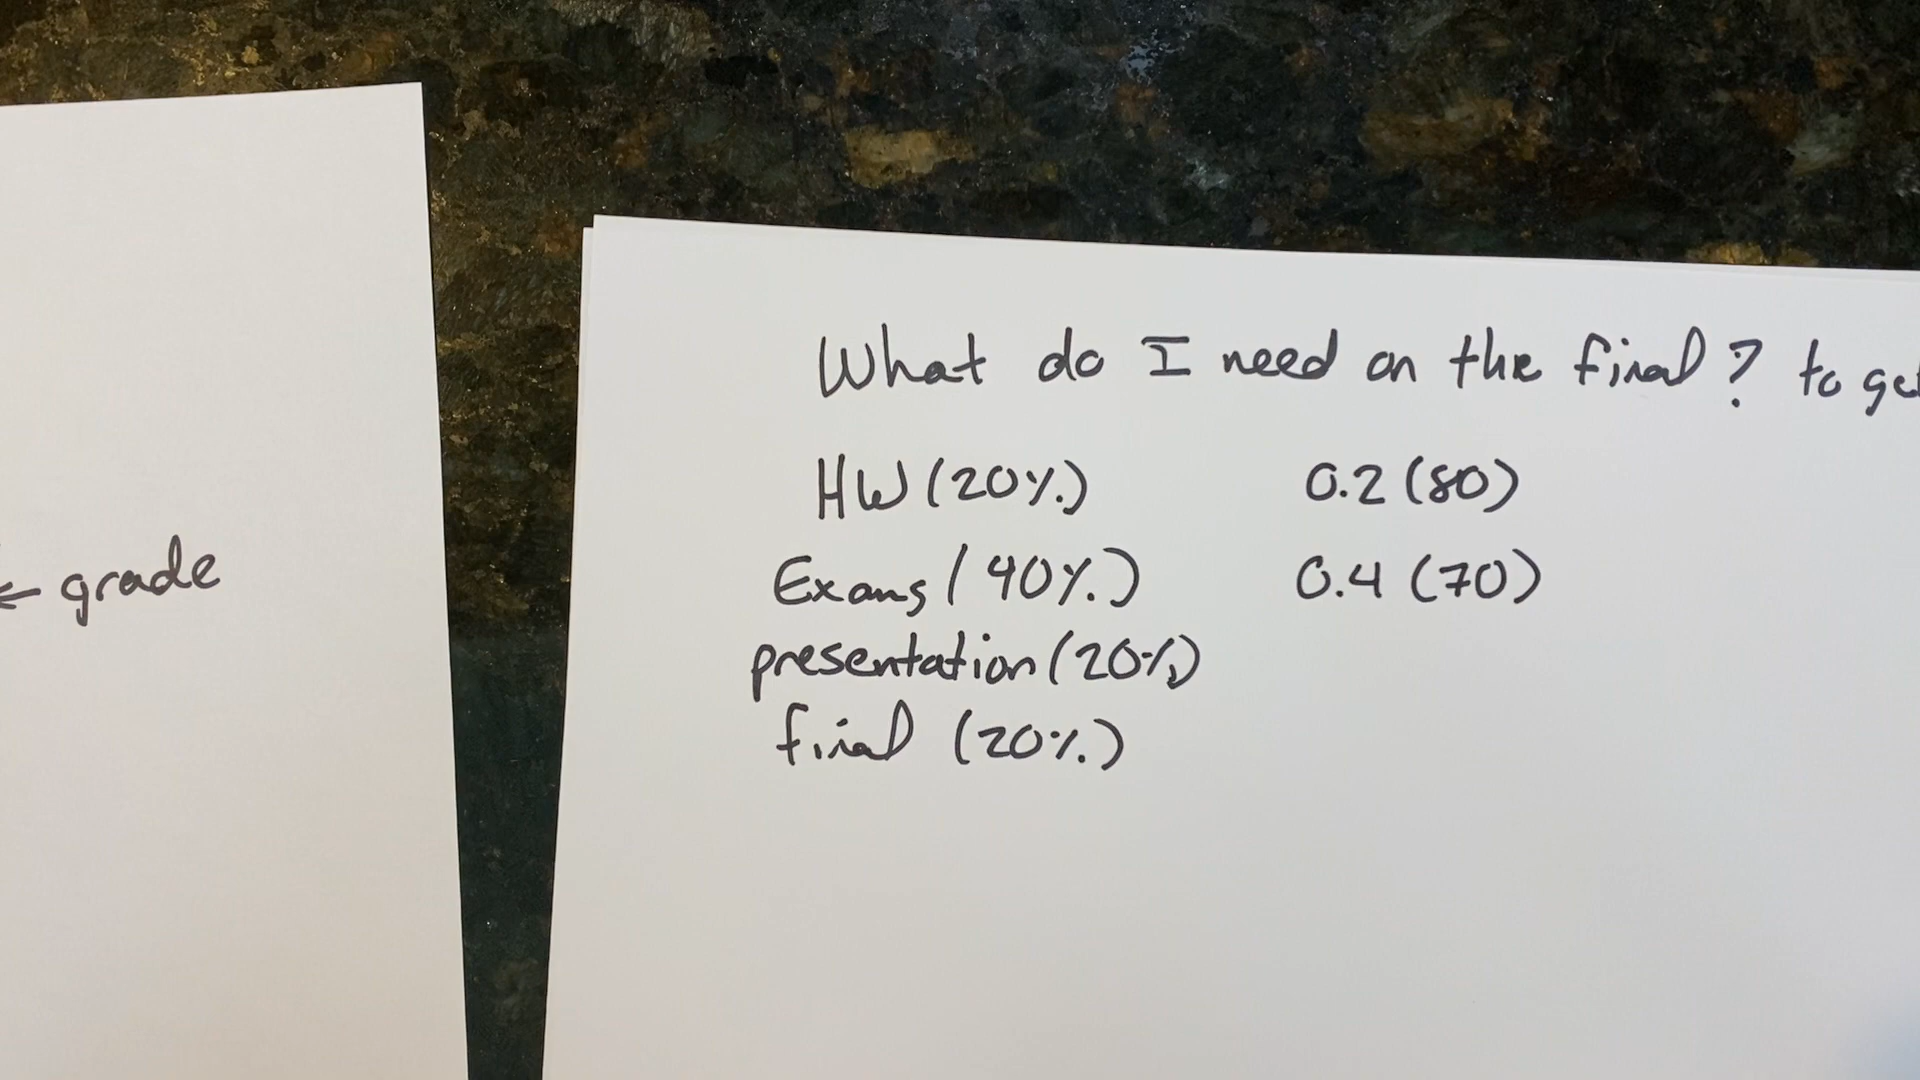 ← grade
What do I need on the final? to get
HW (20%) 0.2 (80)
Exams (40%) 0.4 (70)
presentation (20%)
final (20%)